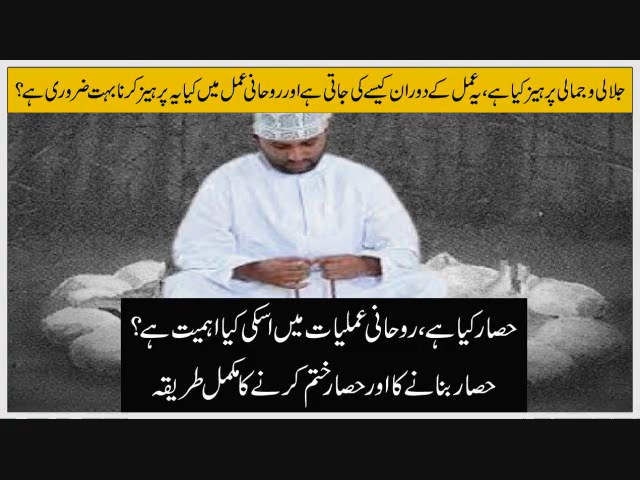 جلالی و جمالی پرہیز کیا ہے، یہ عمل کے دوران کیسے کی جاتی ہے اور روحانی عمل میں کیا یہ پرہیز کرنا بہت ضروری ہے؟
حصار کیا ہے، روحانی عملیات میں اسکی کیا اہمیت ہے؟
حصار بنانے کا اور حصار ختم کرنے کا مکمل طریقہ